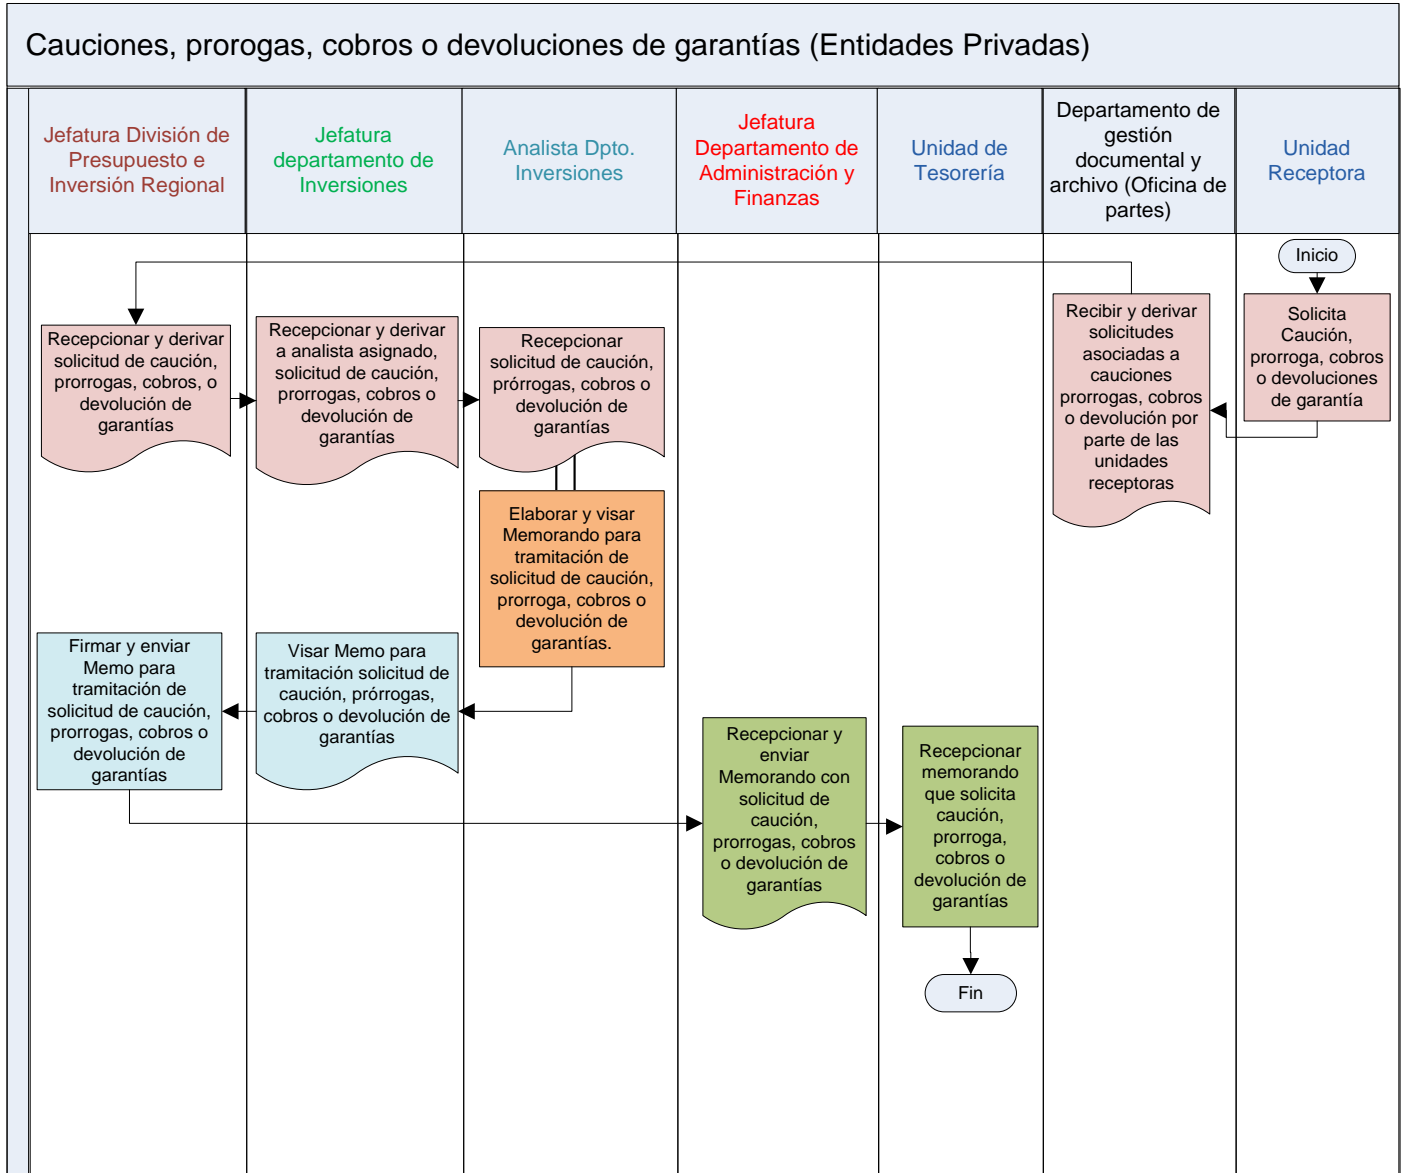 Cauciones, prorogas, cobros o devoluciones de garantías (Entidades Privadas)
Jefatura División de
Presupuesto e
Inversión Regional
Jefatura
departamento de
Inversiones
Analista Dpto.
Inversiones
Jefatura
Departamento de
Administración y
Finanzas
Unidad de
Tesorería
Departamento de
gestión
documental y
archivo (Oficina de
partes)
Unidad
Receptora
Inicio
Recepcionar y derivar
solicitud de caución,
prorrogas, cobros, o
devolución de
garantías
Recepcionar y derivar
a analista asignado,
solicitud de caución,
prorrogas, cobros o
devolución de
garantías
Recepcionar
solicitud de caución,
prórrogas, cobros o
devolución de
garantías
Recibir y derivar
solicitudes
asociadas a
cauciones
prorrogas, cobros
o devolución por
parte de las
unidades
receptoras
Solicita
Caución,
prorroga, cobros
o devoluciones
de garantía
Elaborar y visar
Memorando para
tramitación de
solicitud de caución,
prorroga, cobros o
devolución de
garantías.
Firmar y enviar
Memo para
tramitación de
solicitud de caución,
prorrogas, cobros o
devolución de
garantías
Visar Memo para
tramitación solicitud de
caución, prórrogas,
cobros o devolución de
garantías
Recepcionar y
enviar
Memorando con
solicitud de
caución,
prorrogas, cobros
o devolución de
garantías
Recepcionar
memorando
que solicita
caución,
prorroga,
cobros o
devolución de
garantías
Fin